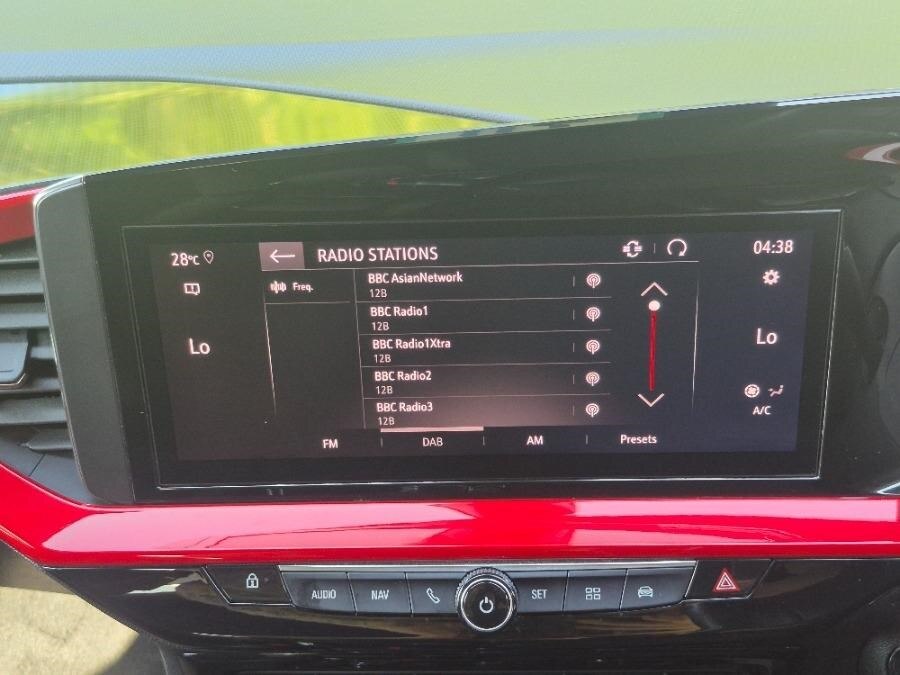 28°C
RADIO STATIONS
04:38
Freq.
BBC AsianNetwork
12B
BBC Radio1
12B
BBC Radio1Xtra
12B
BBC Radio2
12B
BBC Radio3
12B
Lo
Lo
A/C
FM
DAB
AM
Presets
AUDIO
NAV
SET